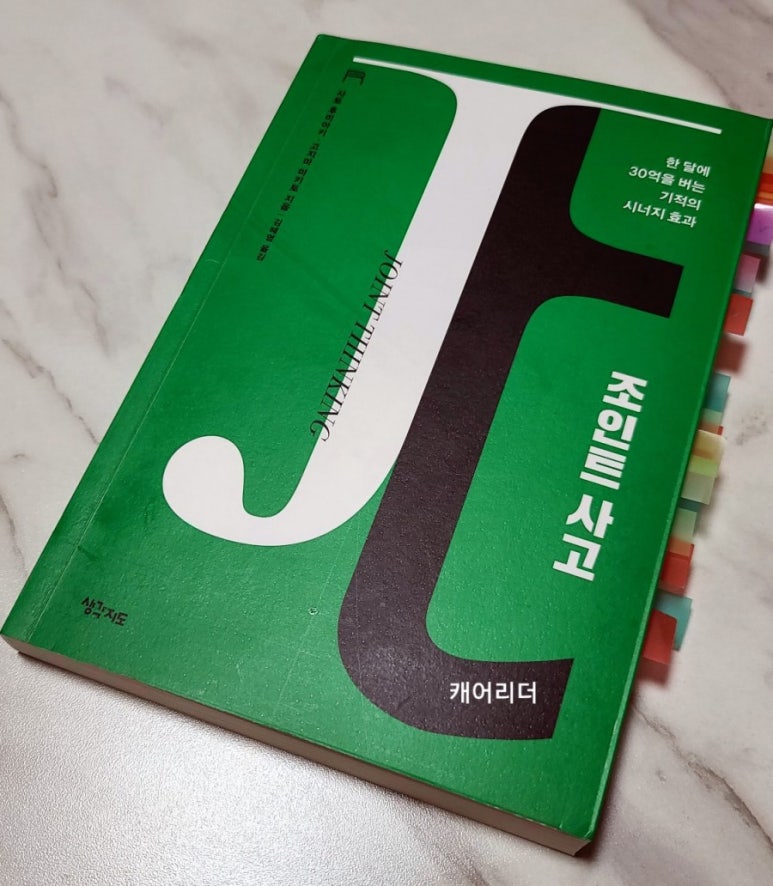 한 달에
30억을 버는
기적의
시너지 효과
조인트 사고
JOINT THINKING
생각지도
캐어리더